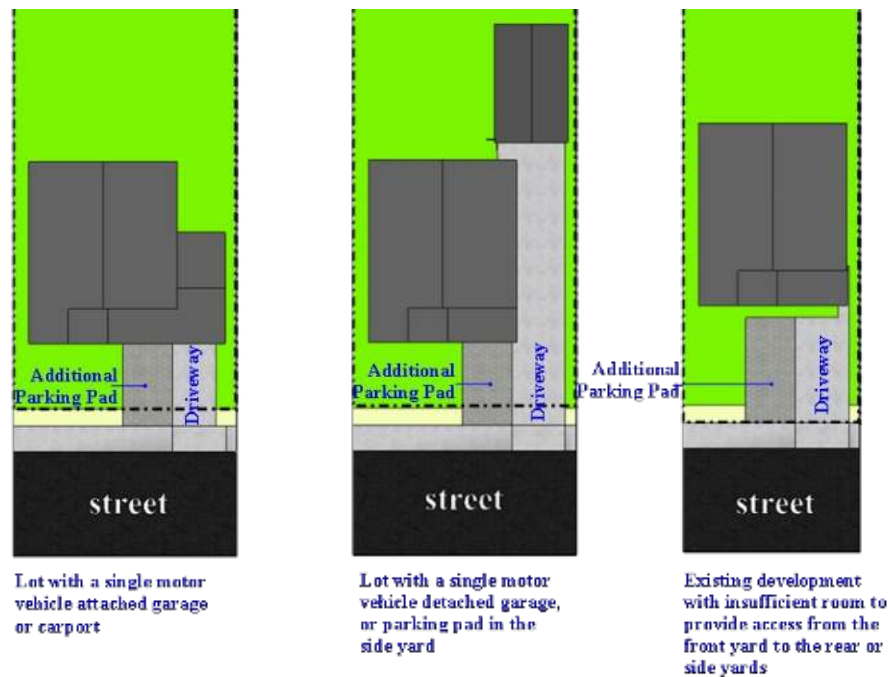 Additional
Parking Pad
Driveway
street
Lot with a single motor
vehicle attached garage
or carport
Additional
Parking Pad
Driveway
street
Lot with a single motor
vehicle detached garage,
or parking pad in the
side yard
Additional
Parking Pad
Driveway
street
Existing development
with insufficient room to
provide access from the
front yard to the rear or
side yards